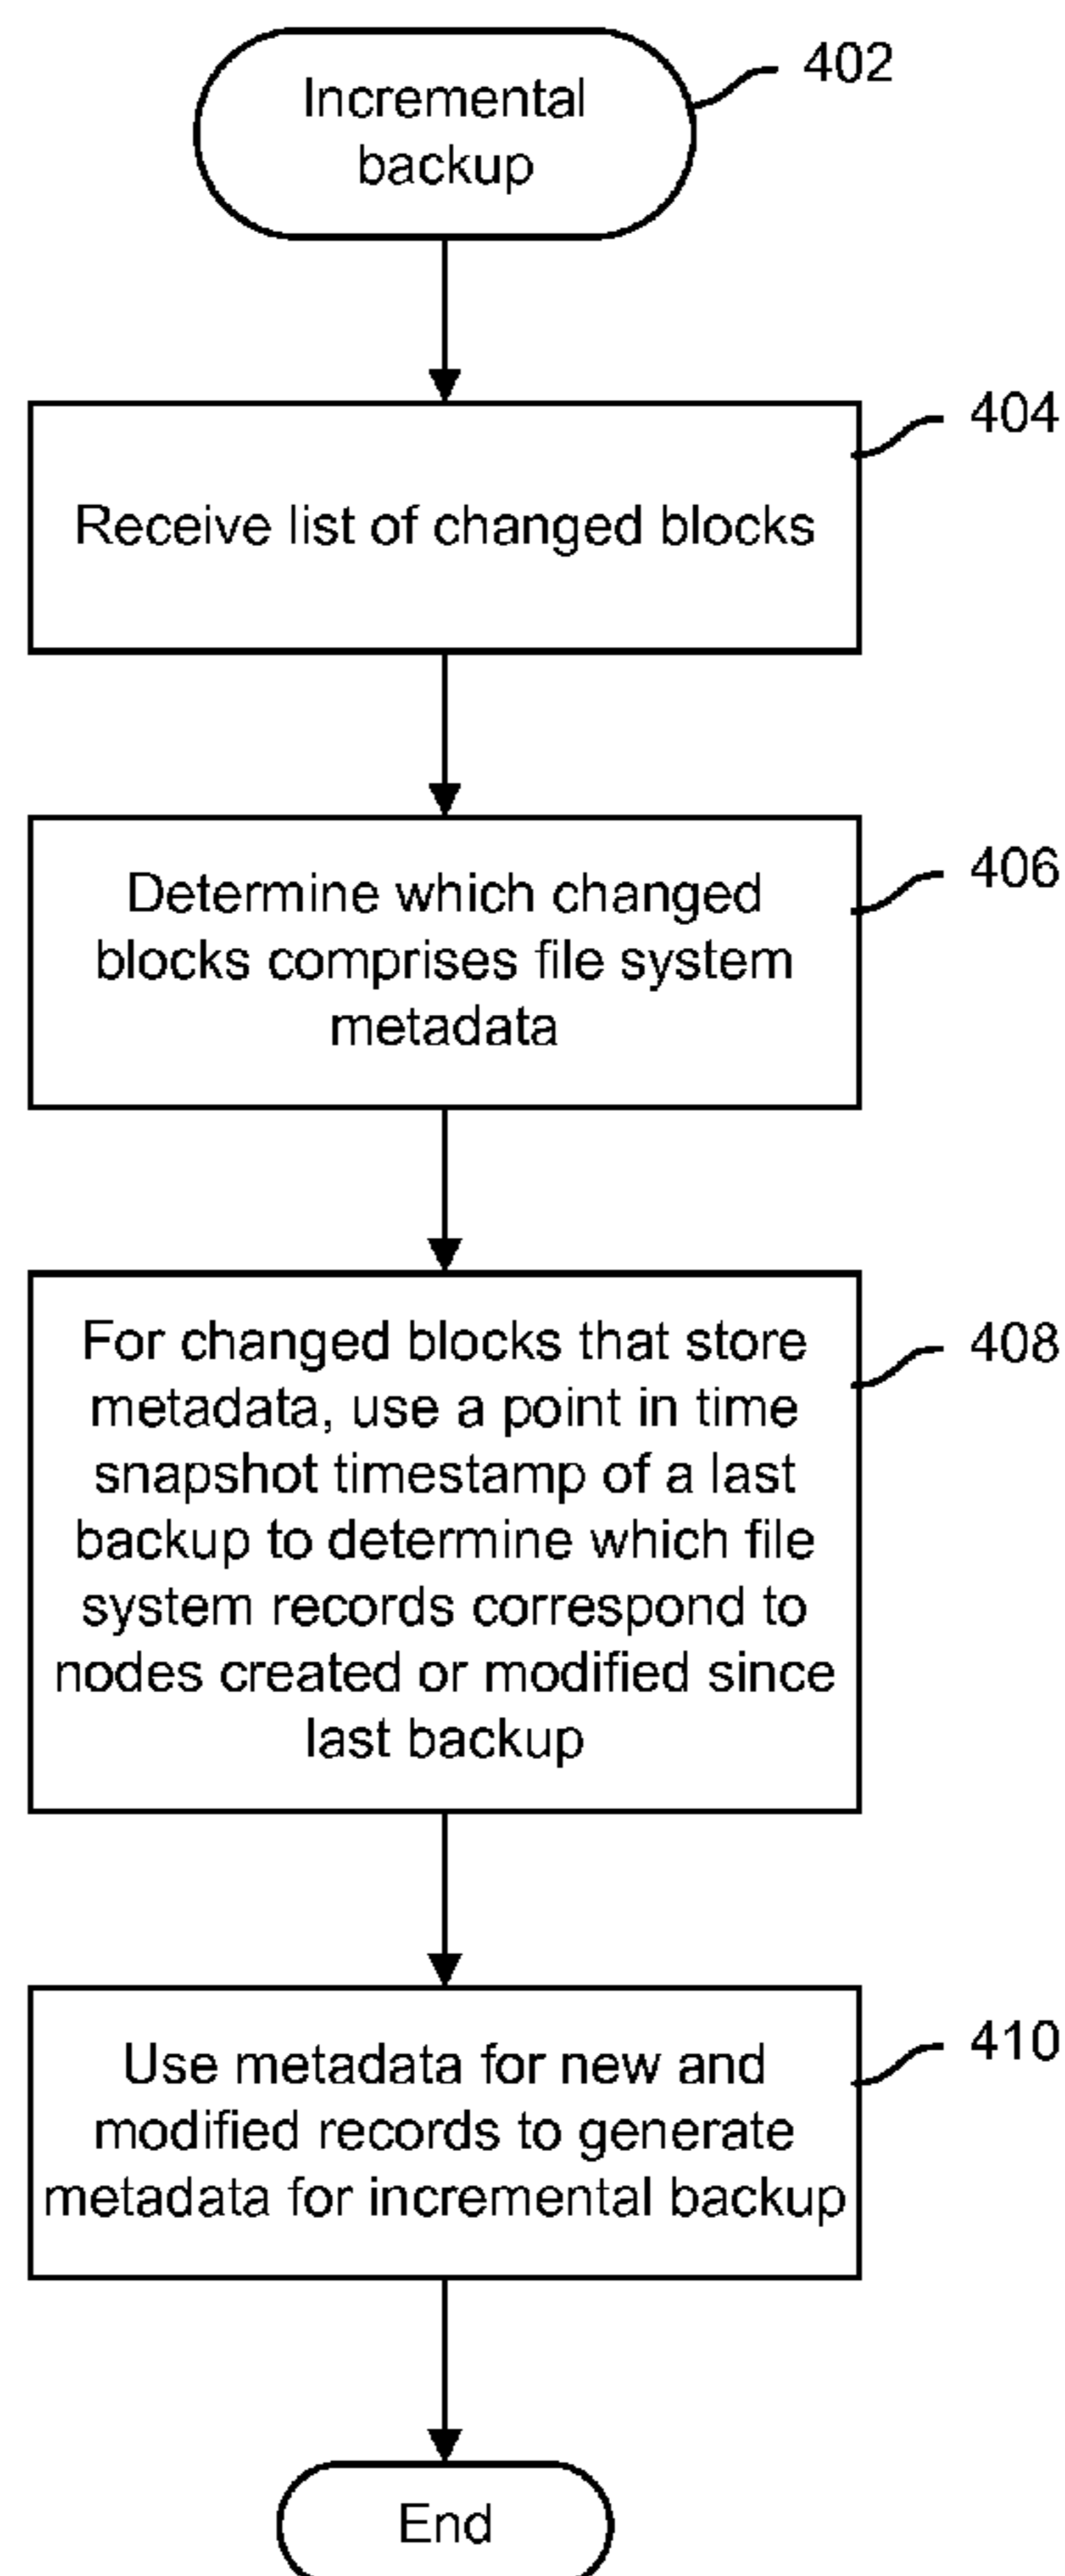 Incremental
backup
402
404
Receive list of changed blocks
406
Determine which changed
blocks comprises file system
metadata
408
For changed blocks that store
metadata, use a point in time
snapshot timestamp of a last
backup to determine which file
system records correspond to
nodes created or modified since
last backup
410
Use metadata for new and
modified records to generate
metadata for incremental backup
End